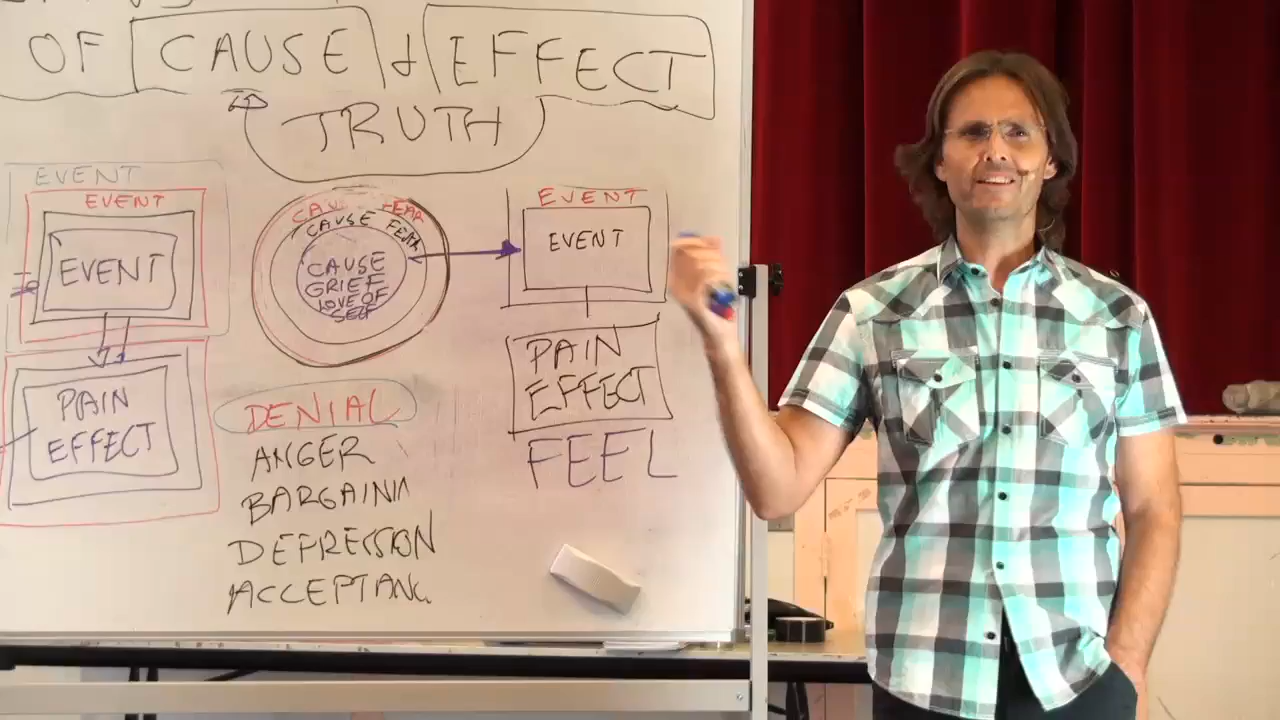 OF CAUSE & EFFECT
TRUTH
EVENT
EVENT
EVENT
PAIN
EFFECT
CAUSE FEAR
CAUSE
GRIEF
LOVE OF
SELF
DENIAL
ANGER
BARGAININ
DEPRESSION
ACCEPTANC
EVENT
EVENT
PAIN
EFFECT
FEEL